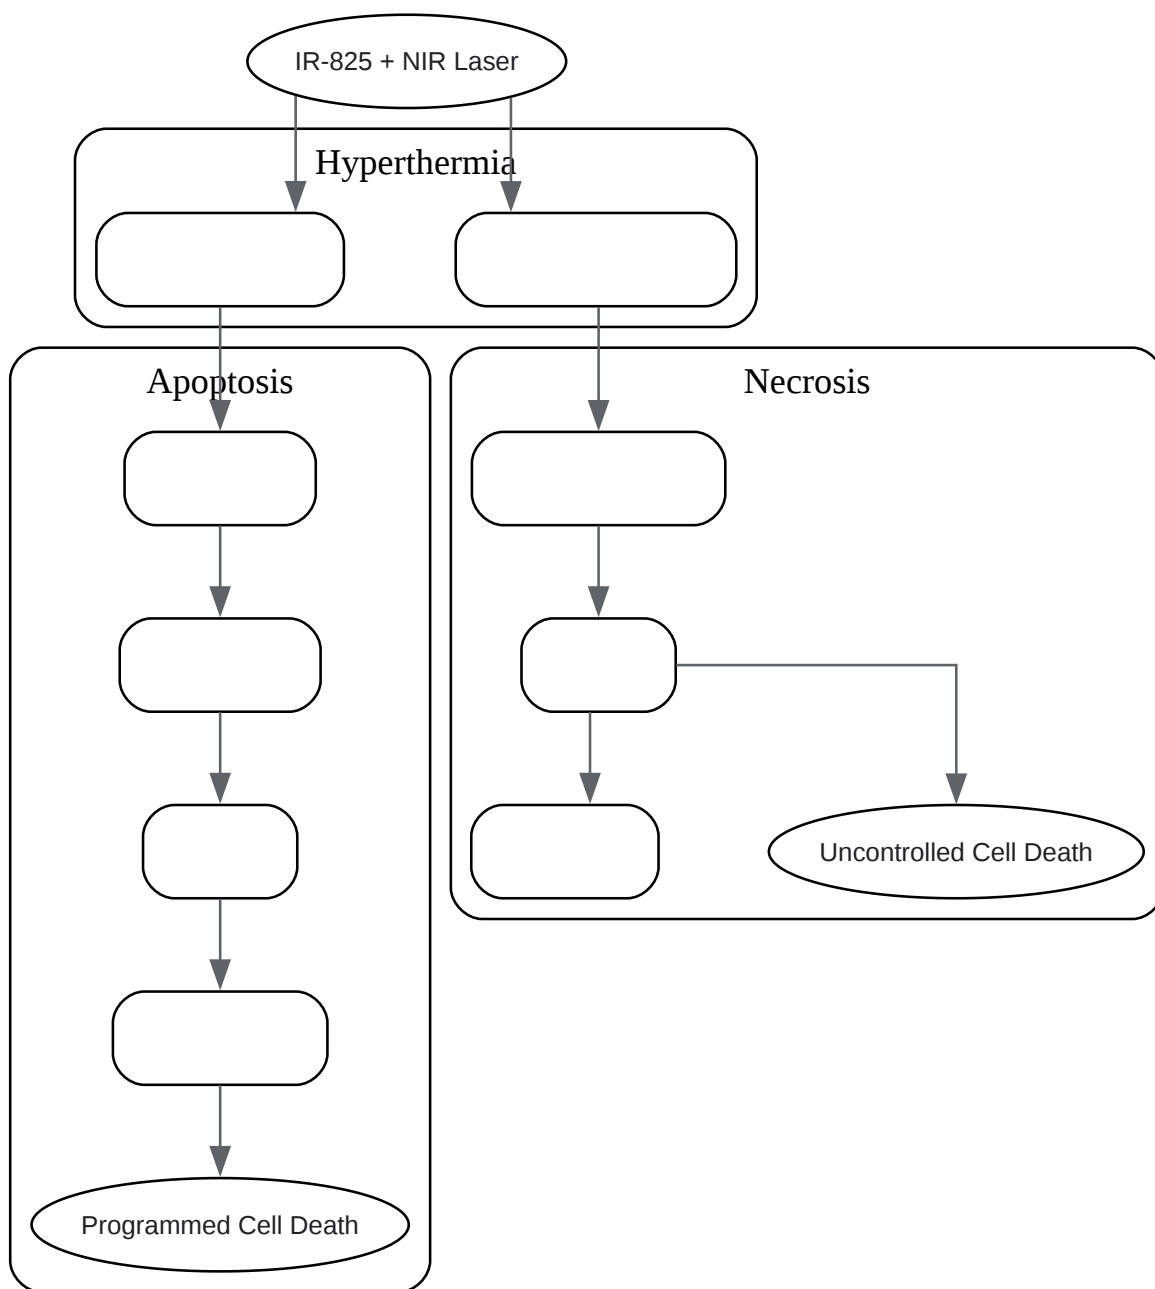 IR-825 + NIR Laser
Hyperthermia
Apoptosis
Necrosis
Uncontrolled Cell Death
Programmed Cell Death